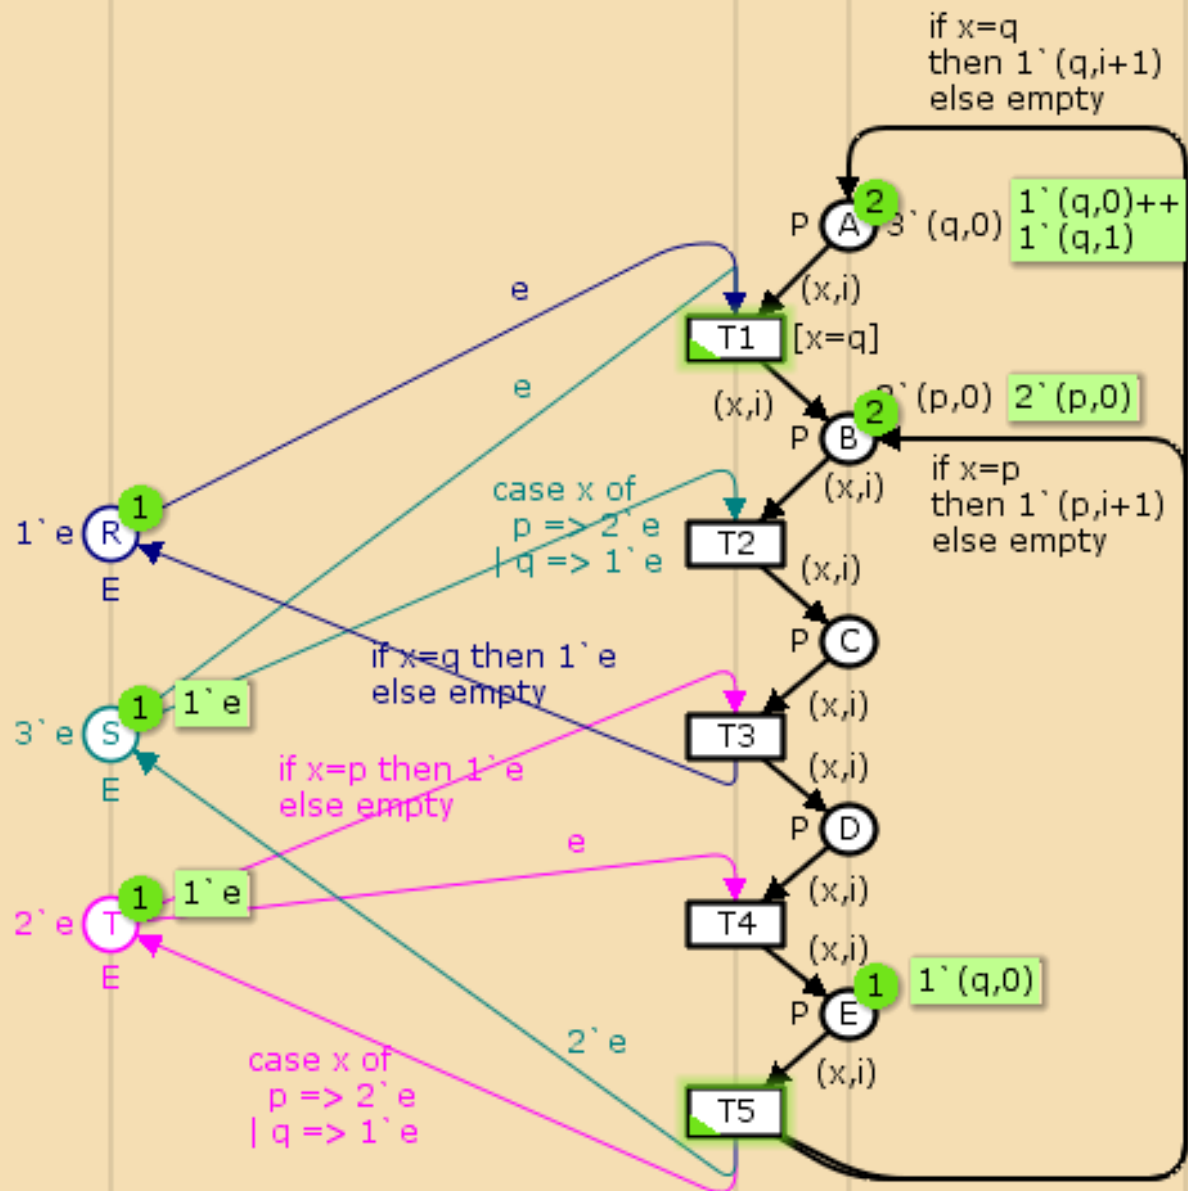 if x=q
then 1`(q,i+1)
else empty
2
P
A
3`(q,0)
1`(q,0)++
1`(q,1)
e
(x,i)
T1
[x=q]
e
(x,i)
2
`(p,0)
2`(p,0)
P
B
if x=p
then 1`(p,i+1)
else empty
case x of
p => 2`e
| q => 1`e
(x,i)
1
1`e
R
E
T2
(x,i)
P
C
if x=q then 1`e
else empty
(x,i)
1
1`e
3`e
S
E
T3
if x=p then 1`e
else empty
(x,i)
P
D
e
(x,i)
1
1`e
2`e
T
E
T4
(x,i)
1
1`(q,0)
P
E
2`e
(x,i)
case x of
p => 2`e
| q => 1`e
T5